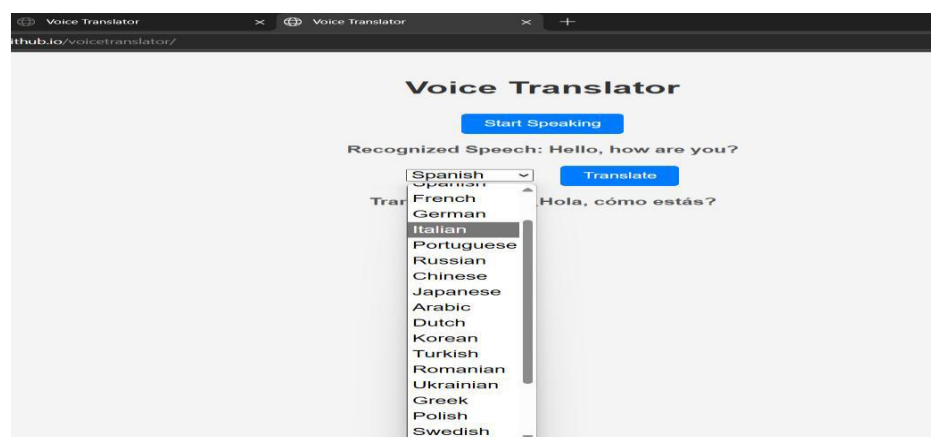 Voice Translator Voice Translator
ithub.io/voicetranslator/
Voice Translator
Start Speaking
Recognized Speech: Hello, how are you?
Spanish Translate
Spanish
Tran Hola, cómo estás?
French
German
Italian
Portuguese
Russian
Chinese
Japanese
Arabic
Dutch
Korean
Turkish
Romanian
Ukrainian
Greek
Polish
Swedish